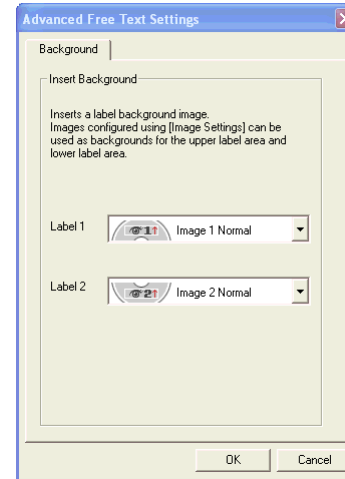 Advanced Free Text Settings
Background
Insert Background
Inserts a label background image.
Images configured using [Image Settings] can be
used as backgrounds for the upper label area and
lower label area.
Label 1 1↑ Image 1 Normal
Label 2 2↑ Image 2 Normal
OK Cancel